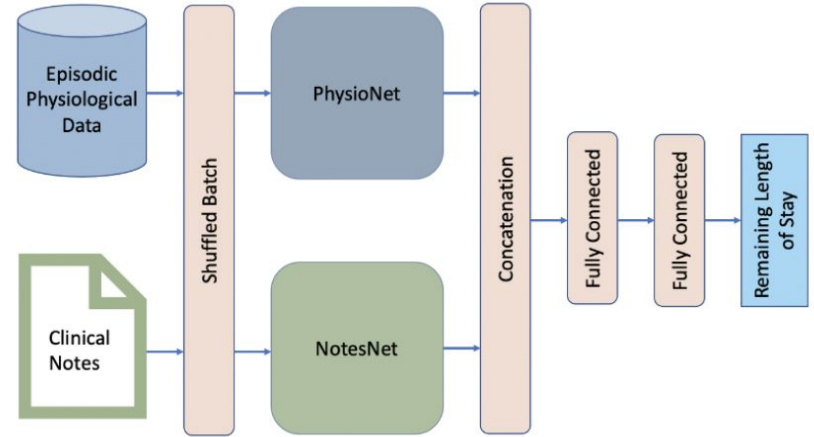 Episodic
Physiological
Data
Shuffled Batch
PhysioNet
Concatenation
Fully Connected
Fully Connected
Remaining Length
of Stay
Clinical
Notes
NotesNet